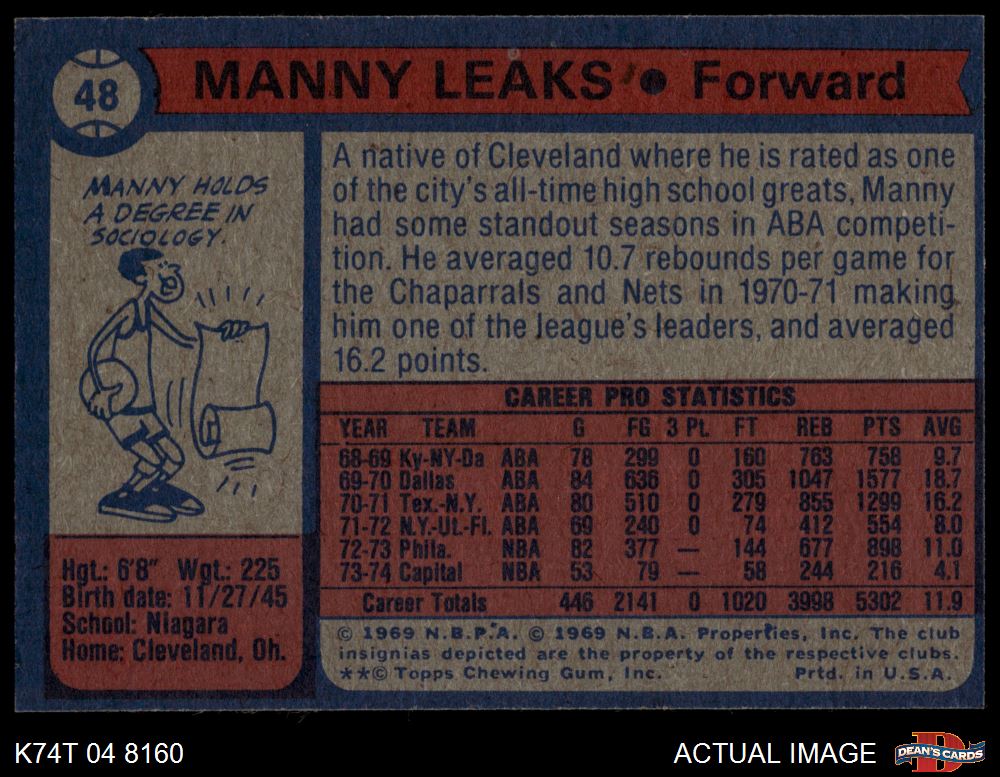 48
MANNY LEAKS • Forward
MANNY HOLDS
A DEGREE IN
SOCIOLOGY.
A native of Cleveland where he is rated as one
of the city's all-time high school greats, Manny
had some standout seasons in ABA competi-
tion. He averaged 10.7 rebounds per game for
the Chaparrals and Nets in 1970-71 making
him one of the league's leaders, and averaged
16.2 points.
CAREER PRO STATISTICS
YEAR TEAM G FG 3 Pt. FT REB PTS AVG
68-69 Ky-NY-Da ABA 78 299 0 160 763 758 9.7
69-70 Dallas ABA 84 636 0 305 1047 1577 18.7
70-71 Tex.-N.Y. ABA 80 510 0 279 855 1299 16.2
71-72 N.Y.-Ut.-Fl. ABA 69 240 0 74 412 554 8.0
72-73 Phila. NBA 82 377 — 144 677 898 11.0
73-74 Capital NBA 53 79 — 58 244 216 4.1
Career Totals 446 2141 0 1020 3998 5302 11.9
Hgt.: 6'8" Wgt.: 225
Birth date: 11/27/45
School: Niagara
Home: Cleveland, Oh.
© 1969 N.B.P.A. © 1969 N.B.A. Properties, Inc. The club
insignias depicted are the property of the respective clubs.
**© Topps Chewing Gum, Inc. Prtd. in U.S.A.
K74T 04 8160
ACTUAL IMAGE
D
DEAN'S CARDS